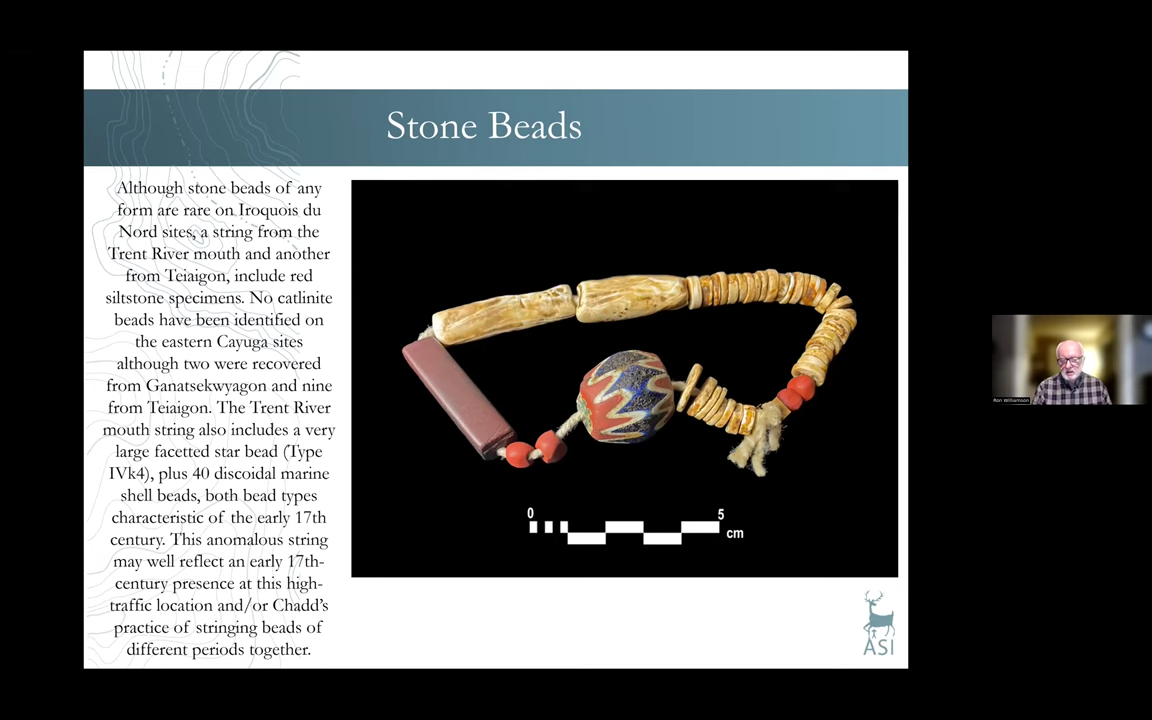 Stone Beads
Although stone beads of any
form are rare on Iroquois du
Nord sites, a string from the
Trent River mouth and another
from Teiaigon, include red
siltstone specimens. No catlinite
beads have been identified on
the eastern Cayuga sites
although two were recovered
from Ganatsekwyagon and nine
from Teiaigon. The Trent River
mouth string also includes a very
large facetted star bead (Type
IVk4), plus 40 discoidal marine
shell beads, both bead types
characteristic of the early 17th
century. This anomalous string
may well reflect an early 17th-
century presence at this high-
traffic location and/or Chadd’s
practice of stringing beads of
different periods together.
0 5
cm
ASI
Ron Williamson